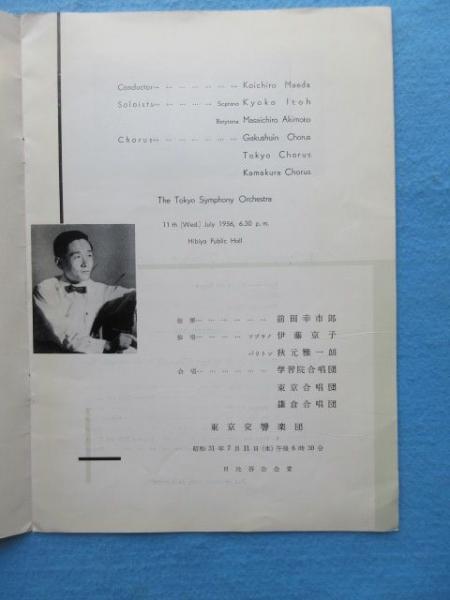 Conductor ・・ ・・ ・・ ・・ ・・ ・・ ・・ Koichiro Maeda
Soloists ・・ ・・ ・・ ・・ Soprano Kyoko Itoh
Barytone Masaichiro Akimoto
Chorus ・・ ・・ ・・ ・・ ・・ ・・ Gakushuin Chorus
Tokyo Chorus
Kamakura Chorus
The Tokyo Symphony Orchestra
11th [Wed.] July 1956, 6.30 p.m.
Hibiya Public Hall
指揮 ・・ ・・ ・・ ・・ ・・ ・・ 前田幸市郎
独唱 ・・ ・・ ・・ ソプラノ 伊藤京子
バリトン 秋元雅一朗
合唱 ・・ ・・ ・・ ・・ ・・ 学習院合唱団
東京合唱団
鎌倉合唱団
東京交響楽団
昭和31年7月11日(水)午後6時30分
日比谷公会堂